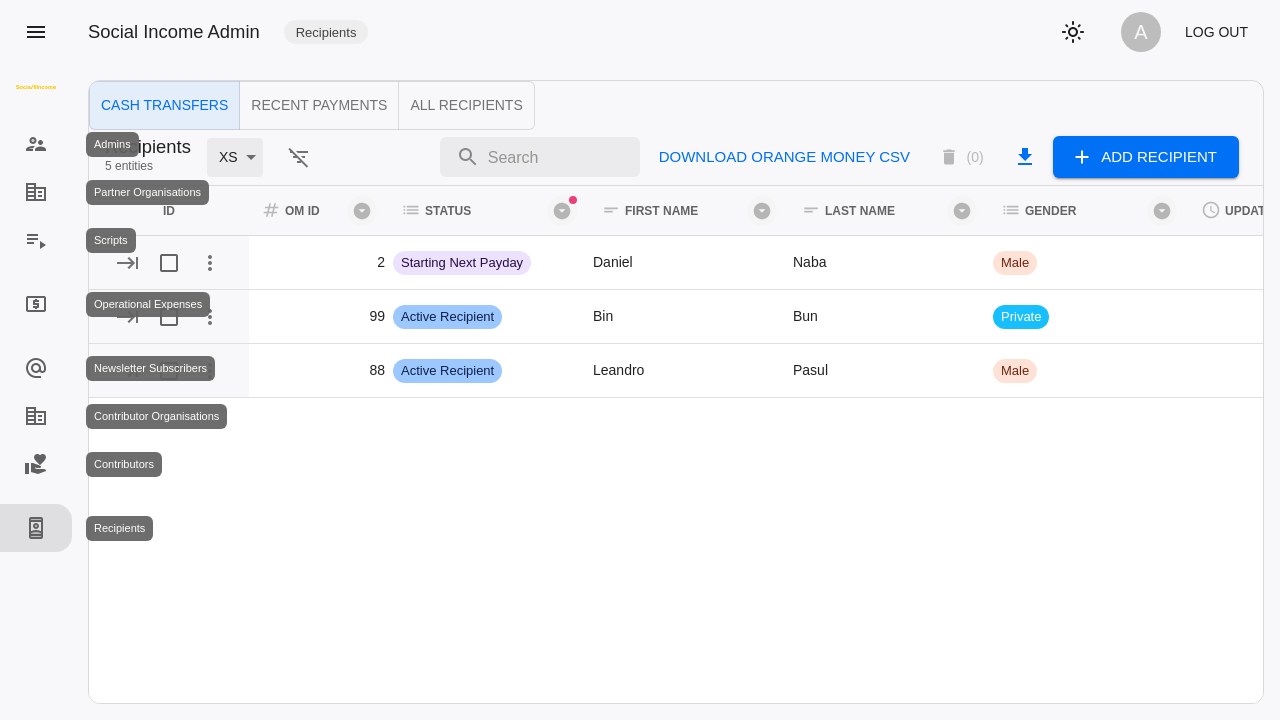 Social Income Admin
Recipients
A
LOG OUT
Social Income
CASH TRANSFERS
RECENT PAYMENTS
ALL RECIPIENTS
Admins
Recipients
5 entities
XS
Search
DOWNLOAD ORANGE MONEY CSV
(0)
ADD RECIPIENT
Partner Organisations
ID
OM ID
STATUS
FIRST NAME
LAST NAME
GENDER
UPDAT
Scripts
2
Starting Next Payday
Daniel
Naba
Male
Operational Expenses
99
Active Recipient
Bin
Bun
Private
Newsletter Subscribers
88
Active Recipient
Leandro
Pasul
Male
Contributor Organisations
Contributors
Recipients